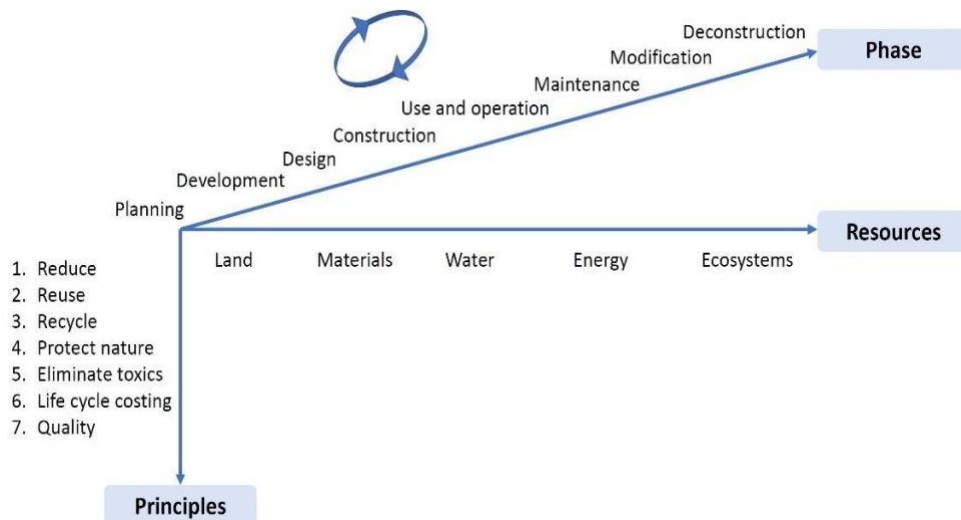 Deconstruction
Phase
Modification
Maintenance
Use and operation
Construction
Design
Development
Planning
Resources
Land Materials Water Energy Ecosystems
1. Reduce
2. Reuse
3. Recycle
4. Protect nature
5. Eliminate toxics
6. Life cycle costing
7. Quality
Principles